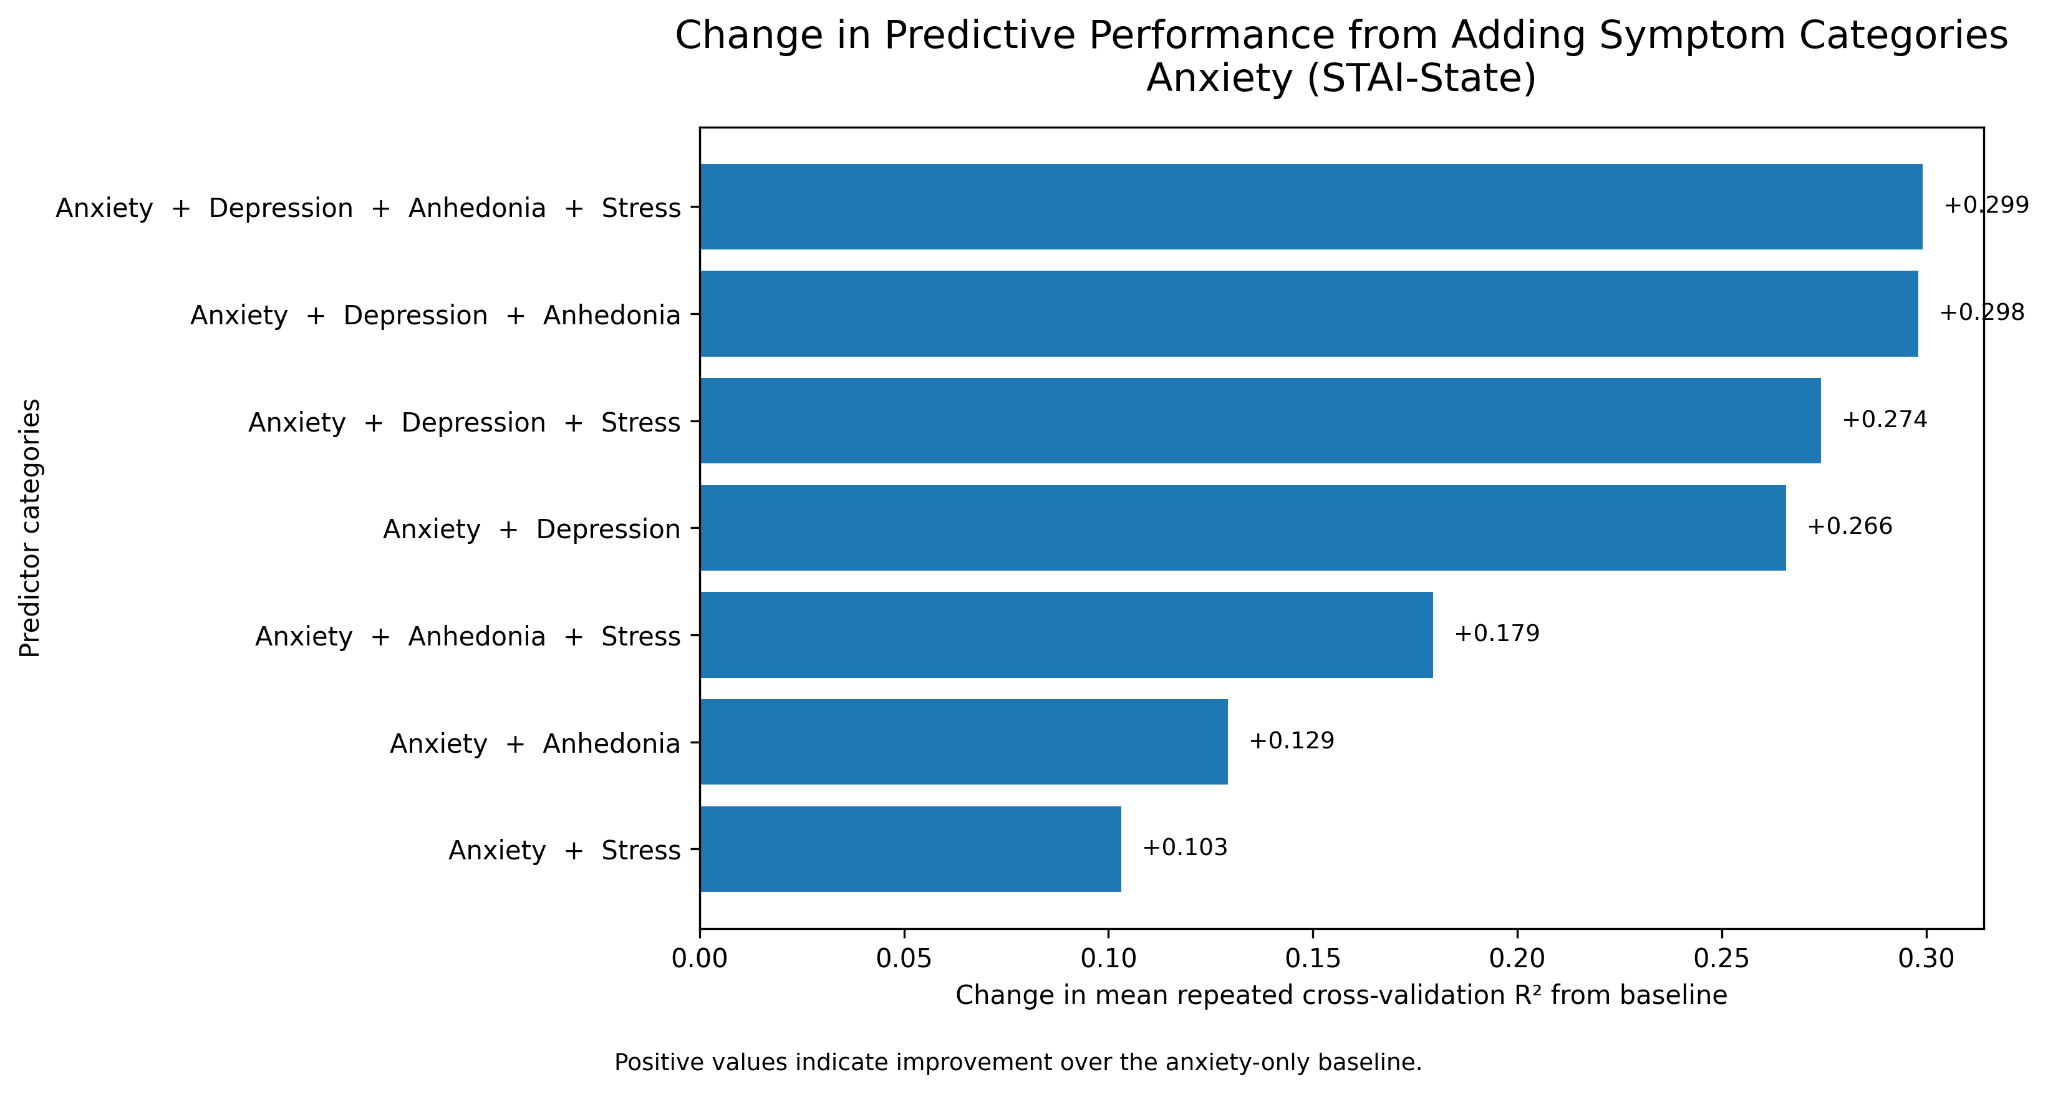 Change in Predictive Performance from Adding Symptom Categories
Anxiety (STAI-State)
Predictor categories
Anxiety + Depression + Anhedonia + Stress
+0.299
Anxiety + Depression + Anhedonia
+0.298
Anxiety + Depression + Stress
+0.274
Anxiety + Depression
+0.266
Anxiety + Anhedonia + Stress
+0.179
Anxiety + Anhedonia
+0.129
Anxiety + Stress
+0.103
0.00 0.05 0.10 0.15 0.20 0.25 0.30
Change in mean repeated cross-validation R² from baseline
Positive values indicate improvement over the anxiety-only baseline.